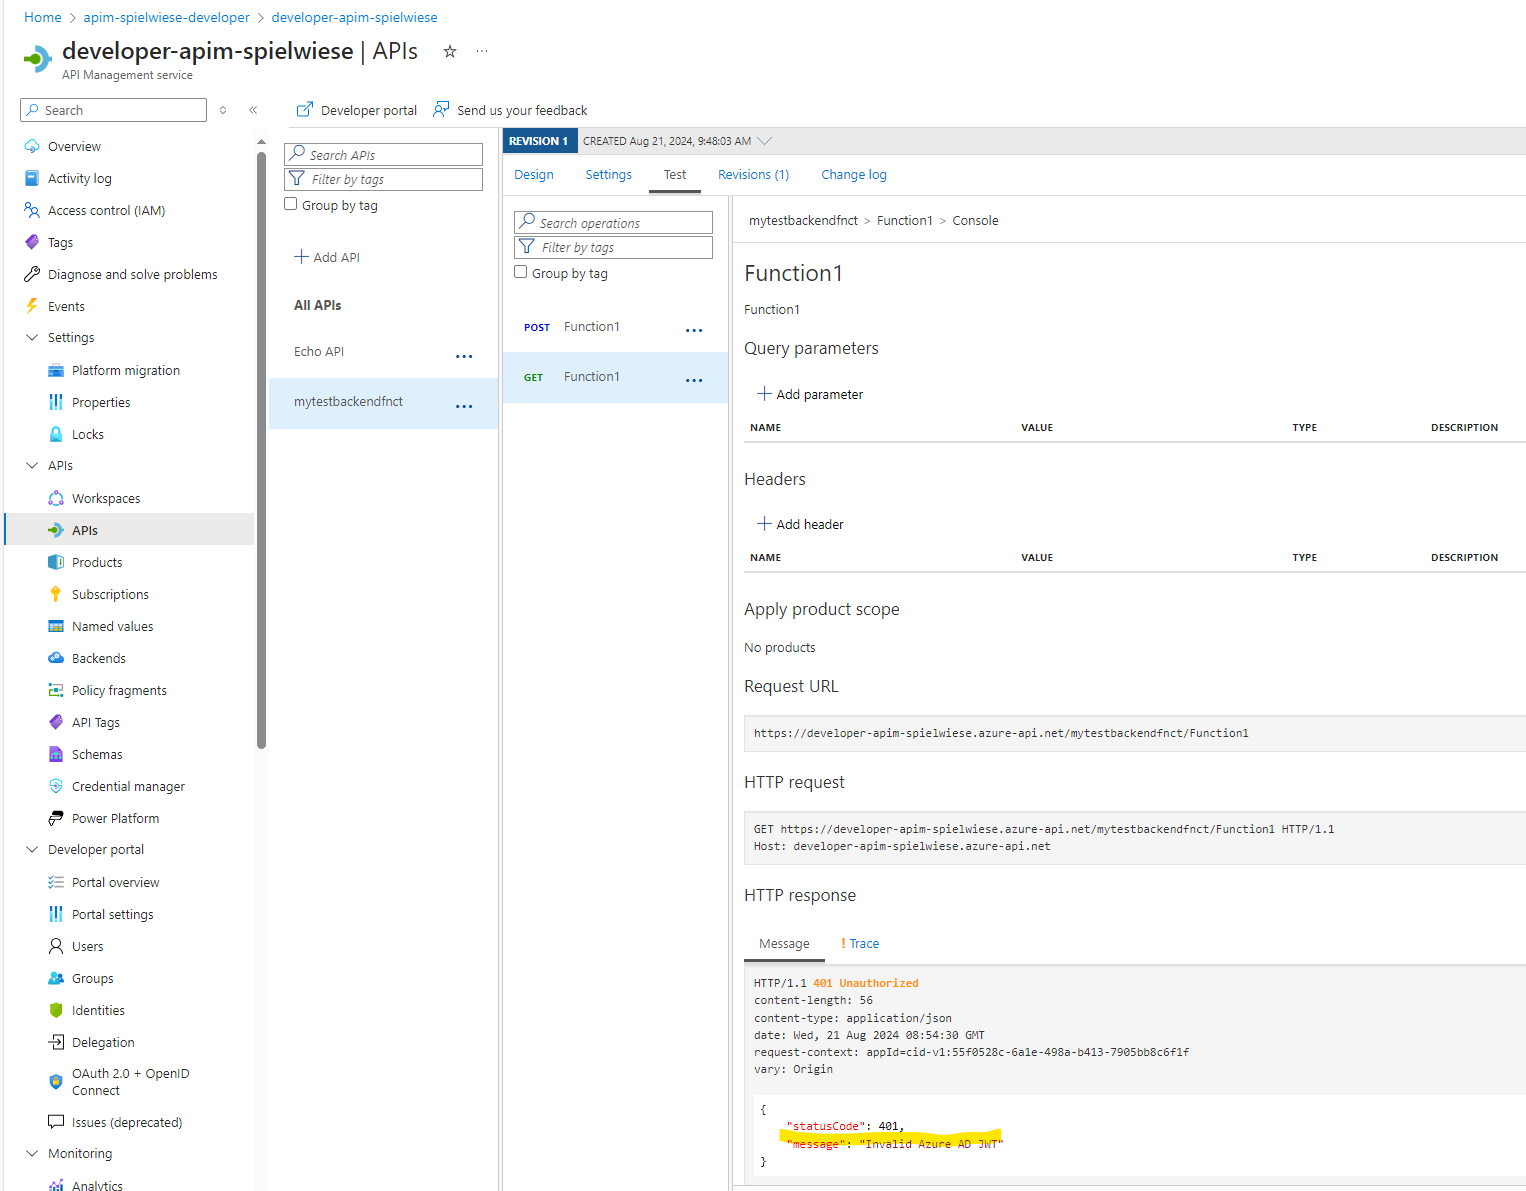 Home > apim-spielwiese-developer > developer-apim-spielwiese
developer-apim-spielwiese | APIs
API Management service
Search
Overview
Activity log
Access control (IAM)
Tags
Diagnose and solve problems
Events
Settings
Platform migration
Properties
Locks
APIs
Workspaces
APIs
Products
Subscriptions
Named values
Backends
Policy fragments
API Tags
Schemas
Credential manager
Power Platform
Developer portal
Portal overview
Portal settings
Users
Groups
Identities
Delegation
OAuth 2.0 + OpenID
Connect
Issues (deprecated)
Monitoring
Analytics
Developer portal
Send us your feedback
Search APIs
Filter by tags
Group by tag
Add API
All APIs
Echo API
mytestbackendfnct
REVISION 1 CREATED Aug 21, 2024, 9:48:03 AM
Design Settings Test Revisions (1) Change log
Search operations
Filter by tags
Group by tag
POST Function1
GET Function1
mytestbackendfnct > Function1 > Console
Function1
Function1
Query parameters
Add parameter
NAME VALUE TYPE DESCRIPTION
Headers
Add header
NAME VALUE TYPE DESCRIPTION
Apply product scope
No products
Request URL
https://developer-apim-spielwiese.azure-api.net/mytestbackendfnct/Function1
HTTP request
GET https://developer-apim-spielwiese.azure-api.net/mytestbackendfnct/Function1 HTTP/1.1
Host: developer-apim-spielwiese.azure-api.net
HTTP response
Message ! Trace
HTTP/1.1 401 Unauthorized
content-length: 56
content-type: application/json
date: Wed, 21 Aug 2024 08:54:30 GMT
request-context: appId=cid-v1:55f0528c-6a1e-498a-b413-7905bb8c6f1f
vary: Origin
{
"statusCode": 401,
"message": "Invalid Azure AD JWT"
}